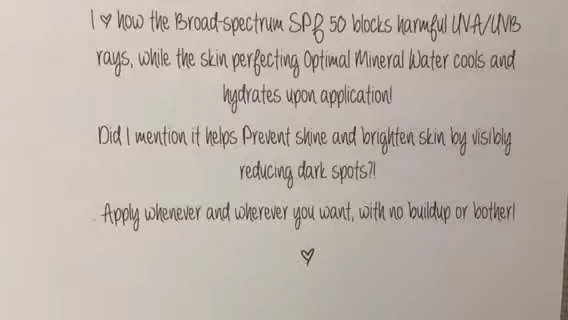 I ♥ how the Broad-spectrum SPF 50 blocks harmful UVA/UVB
rays, while the skin perfecting Optimal Mineral Water cools and
hydrates upon application!
Did I mention it helps Prevent shine and brighten skin by visibly
reducing dark spots?!
Apply whenever and wherever you want, with no buildup or bother!
♥